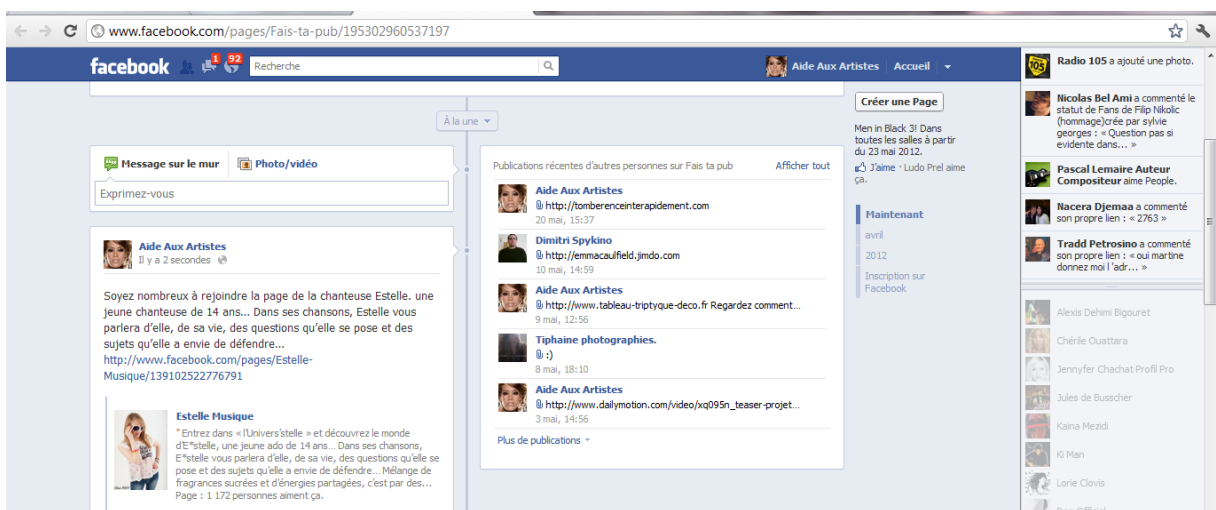 www.facebook.com/pages/Fais-ta-pub/195302960537197
facebook
1
92
Recherche
Aide Aux Artistes
Accueil
À la une
Message sur le mur
Photo/vidéo
Exprimez-vous
Aide Aux Artistes
Il y a 2 secondes
Soyez nombreux à rejoindre la page de la chanteuse Estelle. une
jeune chanteuse de 14 ans... Dans ses chansons, Estelle vous
parlera d'elle, de sa vie, des questions qu'elle se pose et des
sujets qu'elle a envie de défendre...
http://www.facebook.com/pages/Estelle-
Musique/139102522776791
Estelle Musique
"Entrez dans «l'Univers'stelle » et découvrez le monde
d'E*stelle, une jeune ado de 14 ans... Dans ses chansons,
E*stelle vous parlera d'elle, de sa vie, des questions qu'elle se
pose et des sujets qu'elle a envie de défendre... Mélange de
fragrances sucrées et d'énergies partagées, c'est par des...
Page : 1 172 personnes aiment ça.
Publications récentes d'autres personnes sur Fais ta pub
Afficher tout
Aide Aux Artistes
http://tomberenceinterapidement.com
20 mai, 15:37
Dimitri Spykino
http://emmacaulfield.jimdo.com
10 mai, 14:59
Aide Aux Artistes
http://www.tableau-triptyque-deco.fr Regardez comment...
9 mai, 12:56
Tiphaine photographies.
:)
8 mai, 18:10
Aide Aux Artistes
http://www.dailymotion.com/video/xq095n_teaser-projet...
3 mai, 14:56
Plus de publications
Créer une Page
Men in Black 3! Dans
toutes les salles à partir
du 23 mai 2012.
J'aime · Ludo Prel aime
ça.
Maintenant
avril
2012
Inscription sur
Facebook
Radio 105 a ajouté une photo.
Nicolas Bel Ami a commenté le
statut de Fans de Filip Nikolic
(hommage)crée par sylvie
georges : « Question pas si
evidente dans... »
Pascal Lemaire Auteur
Compositeur aime People.
Nacera Djemaa a commenté
son propre lien : « 2763 »
Tradd Petrosino a commenté
son propre lien : « oui martine
donnez moi l 'adr... »
Alexis Dehimi Bigouret
Chérile Ouattara
Jennyfer Chachat Profil Pro
Jules de Busscher
Kaina Mezidi
Ki Man
Lorie Clovis